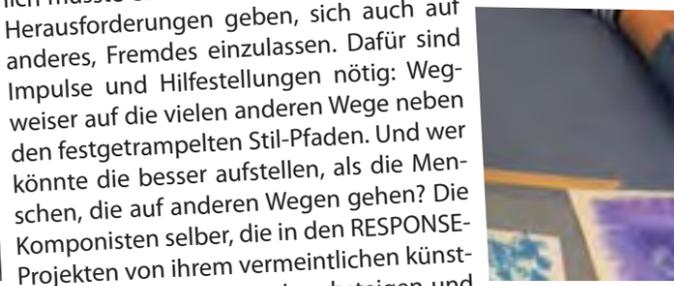 Herausforderungen geben, sich auch auf
anderes, Fremdes einzulassen. Dafür sind
Impulse und Hilfestellungen nötig: Weg-
weiser auf die vielen anderen Wege neben
den festgetrampelten Stil-Pfaden. Und wer
könnte die besser aufstellen, als die Men-
schen, die auf anderen Wegen gehen? Die
Komponisten selber, die in den RESPONSE-
Projekten von ihrem vermeintlichen künst-
und